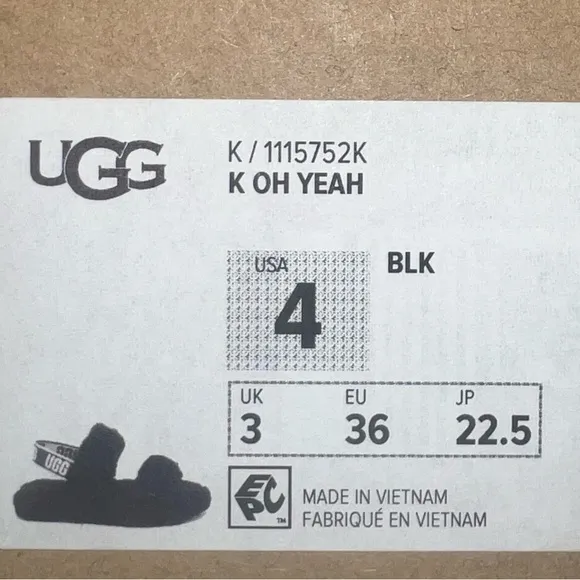 UGG
K / 1115752K
K OH YEAH
USA
4
BLK
UK EU JP
3 36 22.5
UGG
EPC™
MADE IN VIETNAM
FABRIQUÉ EN VIETNAM